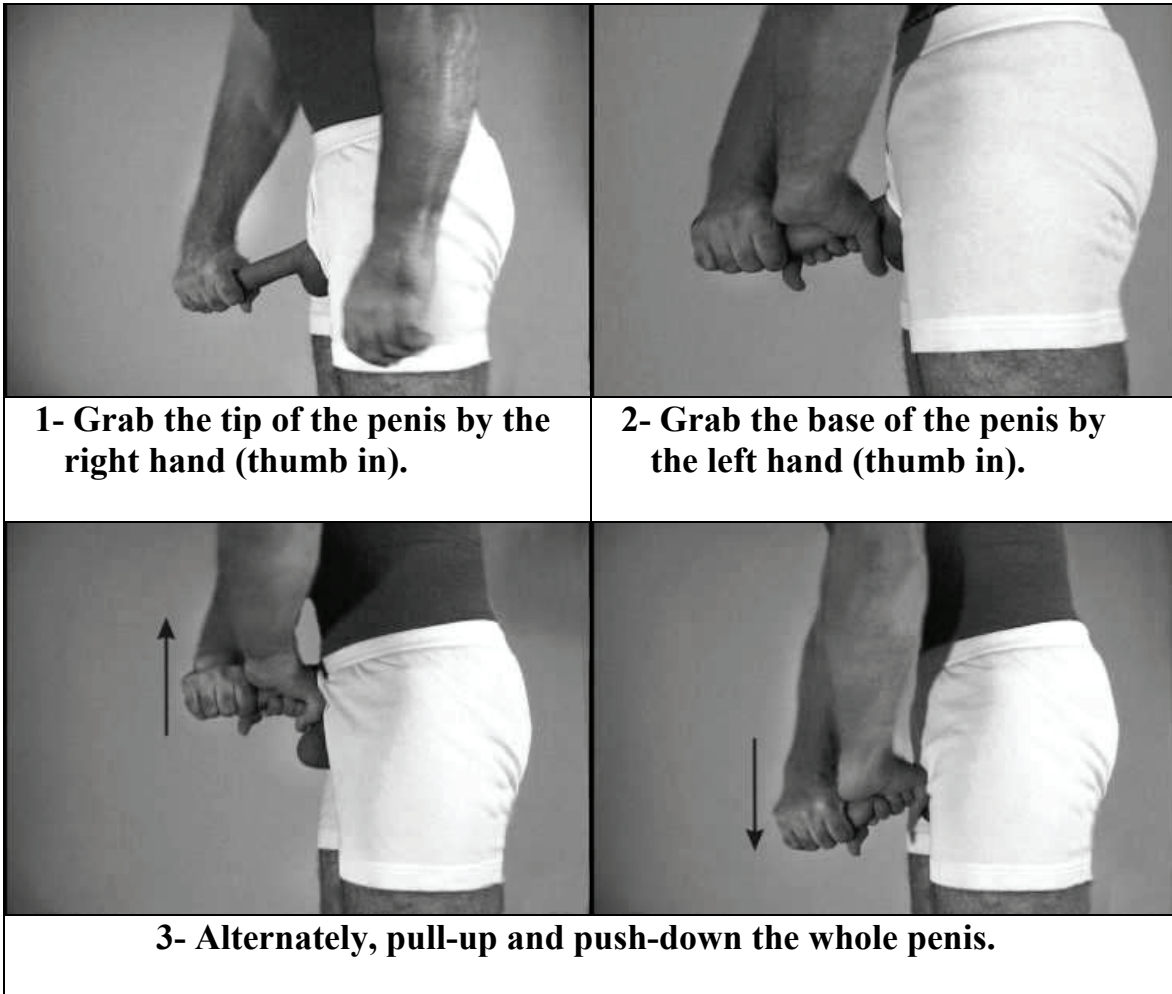 1- Grab the tip of the penis by the
right hand (thumb in).
2- Grab the base of the penis by
the left hand (thumb in).
3- Alternately, pull-up and push-down the whole penis.